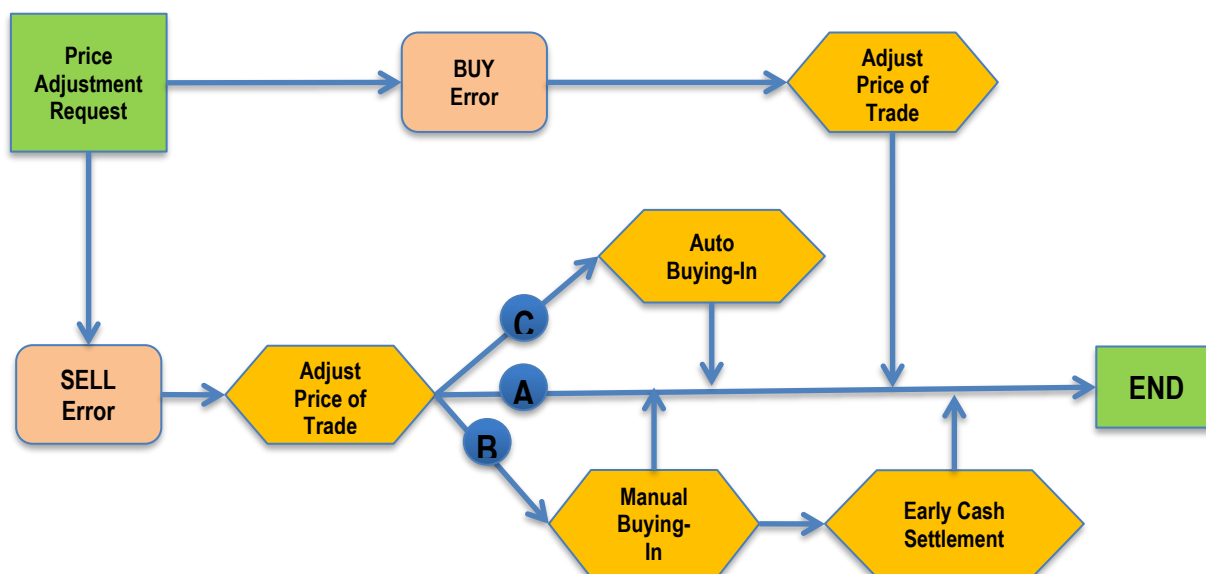 Price
Adjustment
Request
BUY
Error
Adjust
Price of
Trade
Auto
Buying-In
C
SELL
Error
Adjust
Price of
Trade
A
END
B
Manual
Buying-
In
Early Cash
Settlement